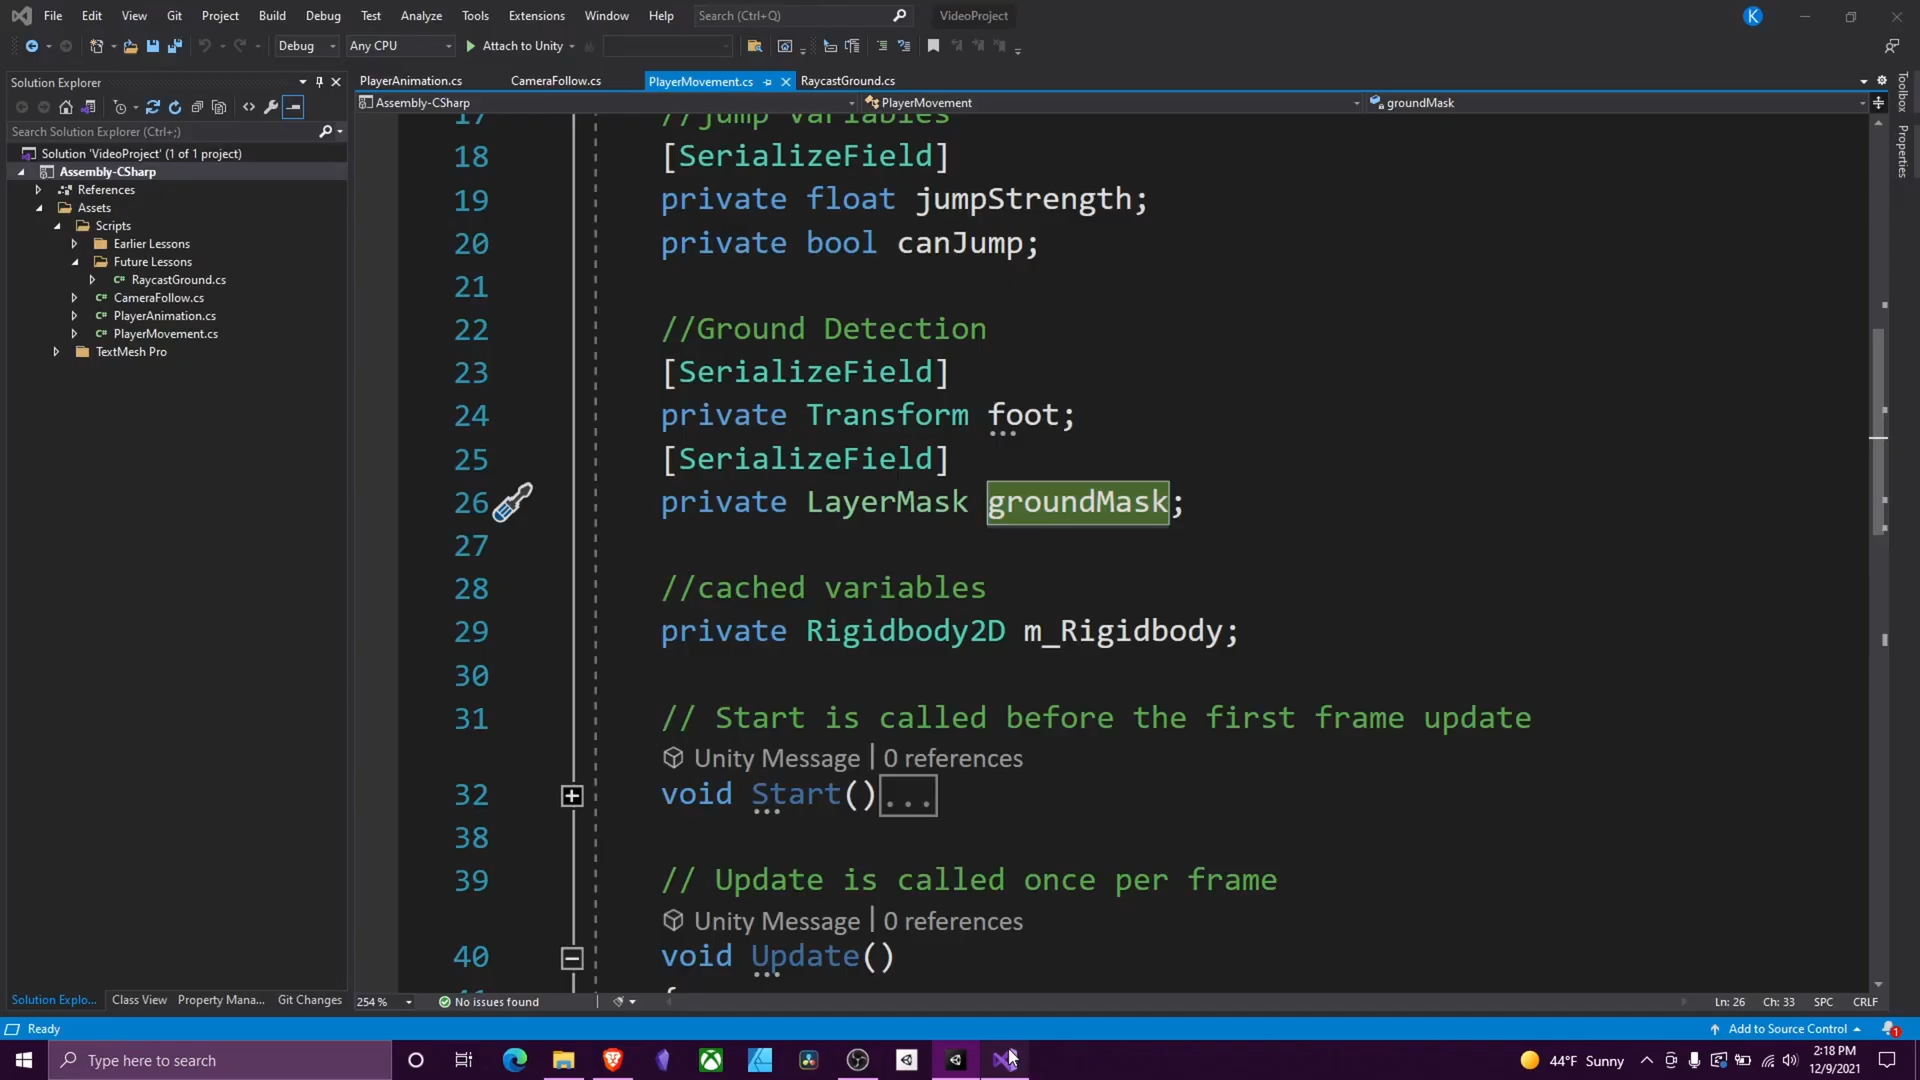 File Edit View Git Project Build Debug Test Analyze Tools Extensions Window Help Search (Ctrl+Q) VideoProject K
Debug Any CPU Attach to Unity
Solution Explorer
Search Solution Explorer (Ctrl+;)
Solution 'VideoProject' (1 of 1 project)
Assembly-CSharp
References
Assets
Scripts
Earlier Lessons
Future Lessons
C# RaycastGround.cs
C# CameraFollow.cs
C# PlayerAnimation.cs
C# PlayerMovement.cs
TextMesh Pro
Solution Explo... Class View Property Mana... Git Changes
PlayerAnimation.cs CameraFollow.cs PlayerMovement.cs RaycastGround.cs
Assembly-CSharp PlayerMovement groundMask
17 //jump variables
18 [SerializeField]
19 private float jumpStrength;
20 private bool canJump;
21
22 //Ground Detection
23 [SerializeField]
24 private Transform foot;
25 [SerializeField]
26 private LayerMask groundMask;
27
28 //cached variables
29 private Rigidbody2D m_Rigidbody;
30
31 // Start is called before the first frame update
Unity Message | 0 references
32 void Start()...
38
39 // Update is called once per frame
Unity Message | 0 references
40 void Update()
41 {
254 % No issues found Ln: 26 Ch: 33 SPC CRLF
Toolbox
Properties
Ready Add to Source Control 1
Type here to search 44°F Sunny 2:18 PM
12/9/2021